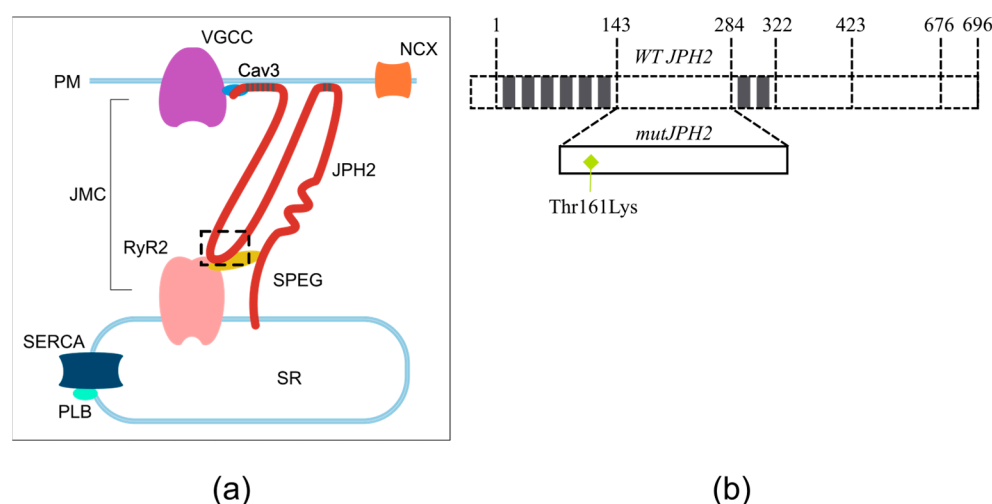 VGCC
NCX
PM
Cav3
JPH2
JMC
RyR2
SPEG
SERCA
SR
PLB
(a)
1 143 284 322 423 676 696
WT JPH2
mutJPH2
Thr161Lys
(b)